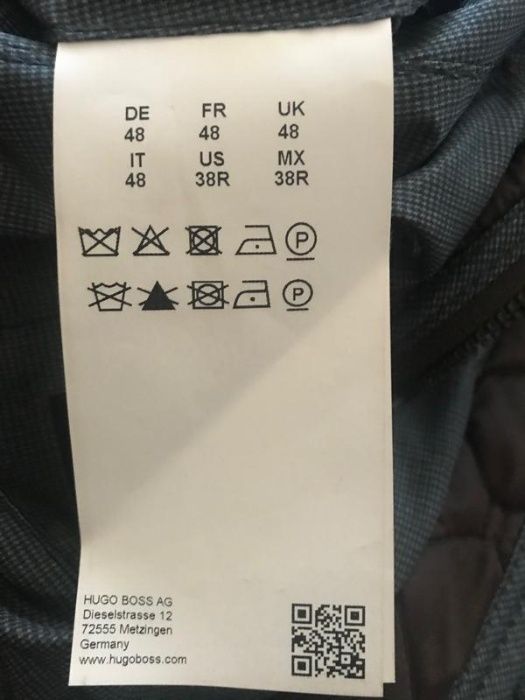 DE FR UK
48 48 48
IT US MX
48 38R 38R
P
P
HUGO BOSS AG
Dieselstrasse 12
72555 Metzingen
Germany
www.hugoboss.com